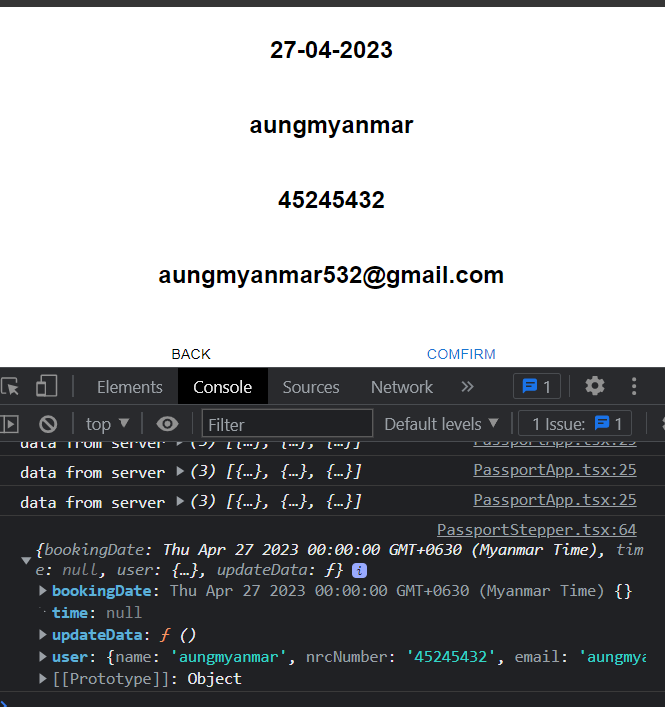 27-04-2023
aungmyanmar
45245432
aungmyanmar532@gmail.com
BACK COMFIRM
Elements Console Sources Network » 1
top ▼ Filter Default levels ▼ 1 Issue: 1
data from server ▶ (3) [{…}, {…}, {…}] PassportApp.tsx:25
data from server ▶ (3) [{…}, {…}, {…}] PassportApp.tsx:25
data from server ▶ (3) [{…}, {…}, {…}] PassportApp.tsx:25
PassportStepper.tsx:64
{bookingDate: Thu Apr 27 2023 00:00:00 GMT+0630 (Myanmar Time), tim
▼ e: null, user: {…}, updateData: ƒ} i
▶ bookingDate: Thu Apr 27 2023 00:00:00 GMT+0630 (Myanmar Time) {}
time: null
▶ updateData: ƒ ()
▶ user: {name: 'aungmyanmar', nrcNumber: '45245432', email: 'aungmya
▶ [[Prototype]]: Object